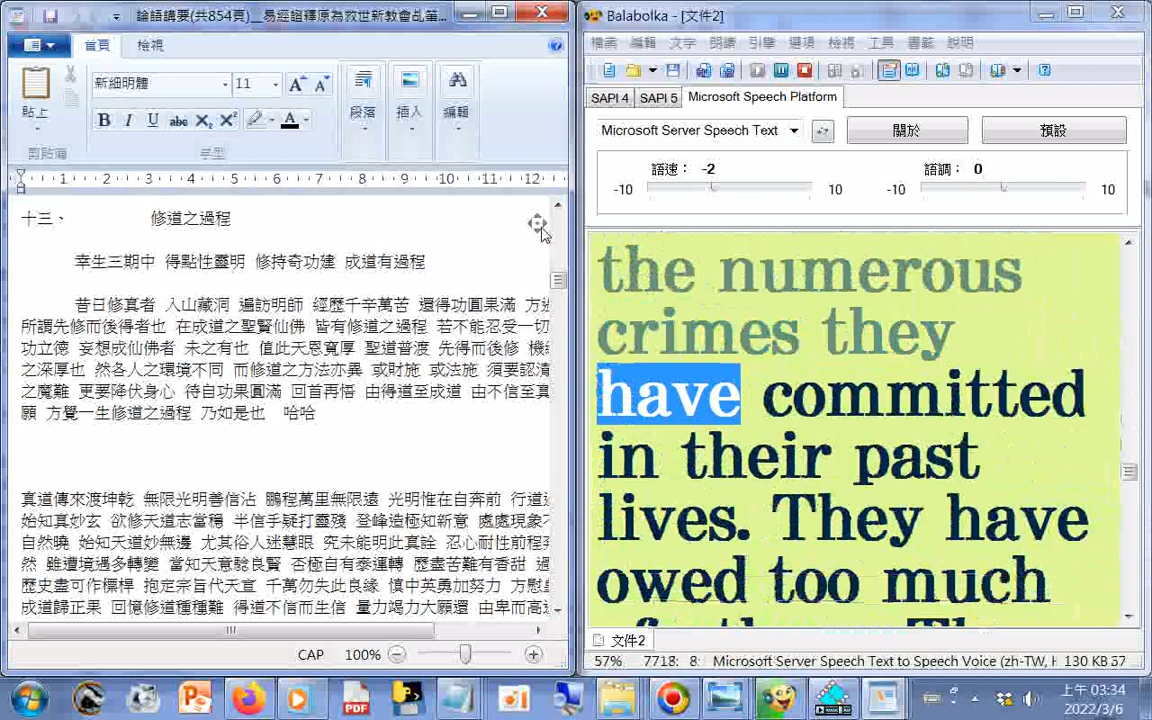 論語講要(共854頁)__易經證釋原為救世新教會乩筆...
首頁 檢視
貼上
新細明體 11
段落 插入 編輯
剪貼簿 字型
1 2 3 4 5 6 7 8 9 10 11 12
十三、 修道之過程
幸生三期中 得點性靈明 修持奇功建 成道有過程
昔日修真者 入山藏洞 遍訪明師 經歷千辛萬苦 還得功圓果滿 方
所謂先修而後得者也 在成道之聖賢仙佛 皆有修道之過程 若不能忍受一切
功立德 妄想成仙佛者 未之有也 值此天恩寬厚 聖道普渡 先得而後修 機
之深厚也 然各人之環境不同 而修道之方法亦異 或財施 或法施 須要認清
之魔難 更要降伏身心 待自功果圓滿 回首再悟 由得道至成道 由不信至真
願 方覺一生修道之過程 乃如是也 哈哈
真道傳來渡坤乾 無限光明善信沾 鵬程萬里無限遠 光明惟在自奔前 行道
始知真妙玄 欲修天道志當穩 半信乎疑打靈殘 登峰造極知新意 處處現象
自然曉 始知天道妙無邊 尤其俗人迷慧眼 究未能明此真詮 忍心耐性前程
然 雖遭境遇多轉變 當知天意驗良賢 否極自有泰運轉 歷盡苦難有香甜
歷史盡可作標桿 抱定宗旨代天宣 千萬勿失此良緣 慎中英勇加努力 方慰
成道歸正果 回憶修道種種難 得道不信而生信 量力竭力大願還 由卑而高
CAP 100%
Balabolka - [文件2]
檔案 編輯 文字 朗讀 引擎 選項 檢視 工具 書籤 說明
SAPI 4 SAPI 5 Microsoft Speech Platform
Microsoft Server Speech Text 關於 預設
語速： -2 語調： 0
-10 10 -10 10
the numerous
crimes they
have committed
in their past
lives. They have
owed too much
文件2
57% 7718: 8: Microsoft Server Speech Text to Speech Voice (zh-TW, H 130 KB
上午 03:34
2022/3/6